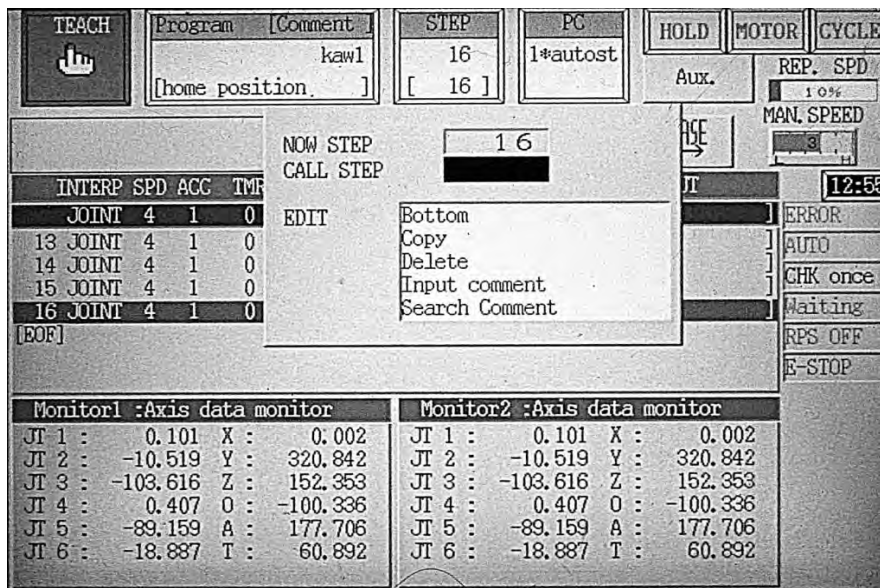 TEACH
Program [Comment ]
kaw1
[home position ]
STEP
16
[ 16 ]
PC
1*autost
HOLD
MOTOR
CYCLE
Aux.
REP. SPD
10%
MAN. SPEED
3
L H
NOW STEP 16
CALL STEP
EDIT
Bottom
Copy
Delete
Input comment
Search Comment
INTERP SPD ACC TMR
JOINT 4 1 0 ]
13 JOINT 4 1 0 ]
14 JOINT 4 1 0 ]
15 JOINT 4 1 0 ]
16 JOINT 4 1 0 ]
[EOF]
12:55
ERROR
AUTO
CHK once
Waiting
RPS OFF
E-STOP
Monitor1 :Axis data monitor
JT 1 : 0.101 X : 0.002
JT 2 : -10.519 Y : 320.842
JT 3 : -103.616 Z : 152.353
JT 4 : 0.407 O : -100.336
JT 5 : -89.159 A : 177.706
JT 6 : -18.887 T : 60.892
Monitor2 :Axis data monitor
JT 1 : 0.101 X : 0.002
JT 2 : -10.519 Y : 320.842
JT 3 : -103.616 Z : 152.353
JT 4 : 0.407 O : -100.336
JT 5 : -89.159 A : 177.706
JT 6 : -18.887 T : 60.892